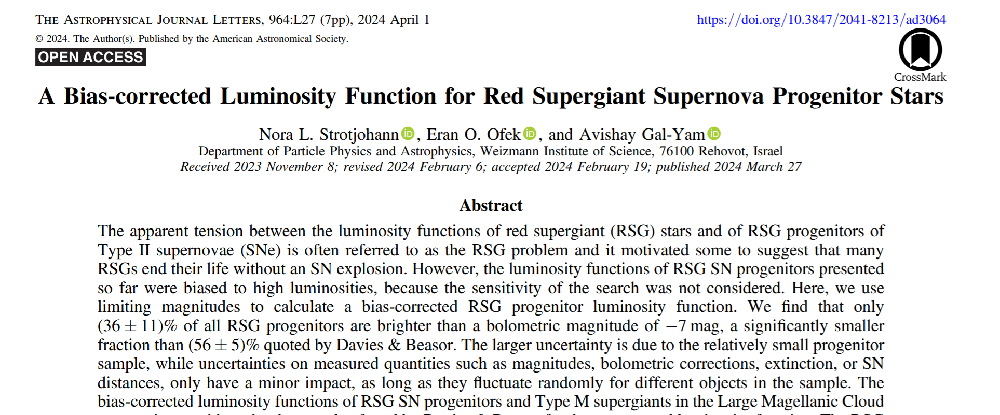 THE ASTROPHYSICAL JOURNAL LETTERS, 964:L27 (7pp), 2024 April 1
https://doi.org/10.3847/2041-8213/ad3064
© 2024. The Author(s). Published by the American Astronomical Society.
OPEN ACCESS
CrossMark
A Bias-corrected Luminosity Function for Red Supergiant Supernova Progenitor Stars
Nora L. Strotjohann iD, Eran O. Ofek iD, and Avishay Gal-Yam iD
Department of Particle Physics and Astrophysics, Weizmann Institute of Science, 76100 Rehovot, Israel
Received 2023 November 8; revised 2024 February 6; accepted 2024 February 19; published 2024 March 27
Abstract
The apparent tension between the luminosity functions of red supergiant (RSG) stars and of RSG progenitors of
Type II supernovae (SNe) is often referred to as the RSG problem and it motivated some to suggest that many
RSGs end their life without an SN explosion. However, the luminosity functions of RSG SN progenitors presented
so far were biased to high luminosities, because the sensitivity of the search was not considered. Here, we use
limiting magnitudes to calculate a bias-corrected RSG progenitor luminosity function. We find that only
(36 ± 11)% of all RSG progenitors are brighter than a bolometric magnitude of −7 mag, a significantly smaller
fraction than (56 ± 5)% quoted by Davies & Beasor. The larger uncertainty is due to the relatively small progenitor
sample, while uncertainties on measured quantities such as magnitudes, bolometric corrections, extinction, or SN
distances, only have a minor impact, as long as they fluctuate randomly for different objects in the sample. The
bias-corrected luminosity functions of RSG SN progenitors and Type M supergiants in the Large Magellanic Cloud